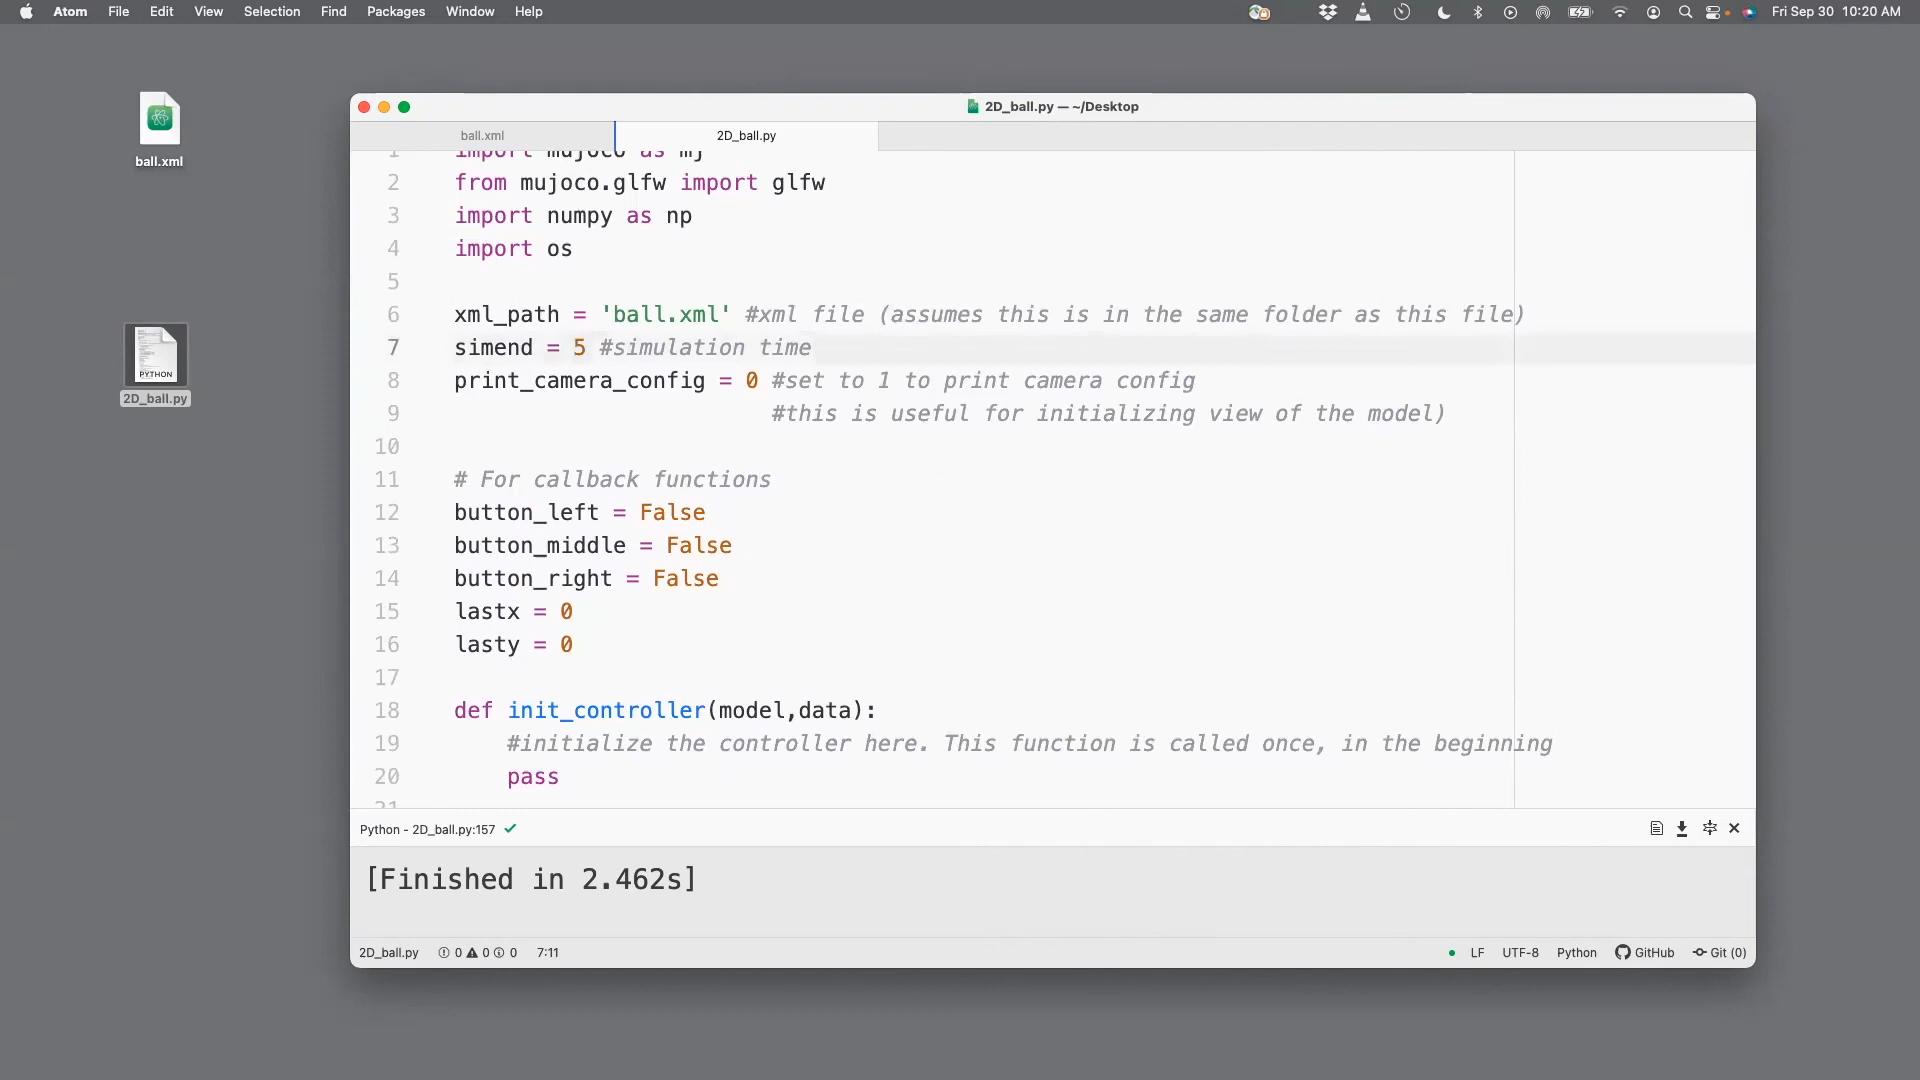 Atom File Edit View Selection Find Packages Window Help Fri Sep 30 10:20 AM
ball.xml
PYTHON
2D_ball.py
2D_ball.py — ~/Desktop
ball.xml 2D_ball.py
1 import mujoco as mj
2 from mujoco.glfw import glfw
3 import numpy as np
4 import os
5
6 xml_path = 'ball.xml' #xml file (assumes this is in the same folder as this file)
7 simend = 5 #simulation time
8 print_camera_config = 0 #set to 1 to print camera config
9 #this is useful for initializing view of the model)
10
11 # For callback functions
12 button_left = False
13 button_middle = False
14 button_right = False
15 lastx = 0
16 lasty = 0
17
18 def init_controller(model,data):
19 #initialize the controller here. This function is called once, in the beginning
20 pass
21
Python - 2D_ball.py:157
[Finished in 2.462s]
2D_ball.py 0 0 0 7:11 LF UTF-8 Python GitHub Git (0)